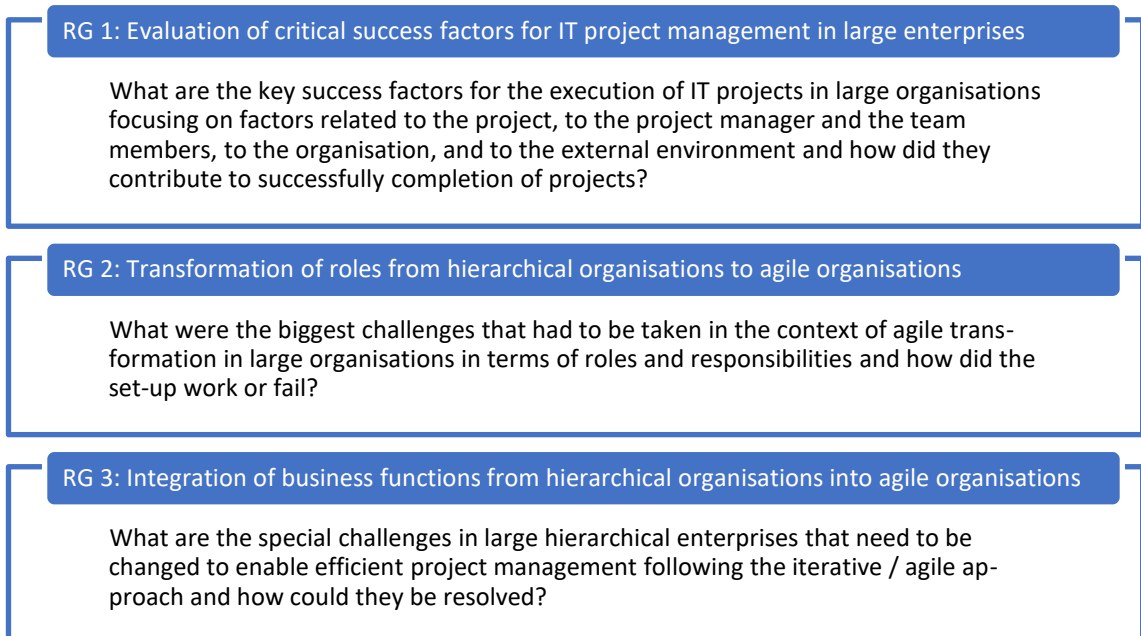 RG 1: Evaluation of critical success factors for IT project management in large enterprises
What are the key success factors for the execution of IT projects in large organisations
focusing on factors related to the project, to the project manager and the team
members, to the organisation, and to the external environment and how did they
contribute to successfully completion of projects?
RG 2: Transformation of roles from hierarchical organisations to agile organisations
What were the biggest challenges that had to be taken in the context of agile trans-
formation in large organisations in terms of roles and responsibilities and how did the
set-up work or fail?
RG 3: Integration of business functions from hierarchical organisations into agile organisations
What are the special challenges in large hierarchical enterprises that need to be
changed to enable efficient project management following the iterative / agile ap-
proach and how could they be resolved?